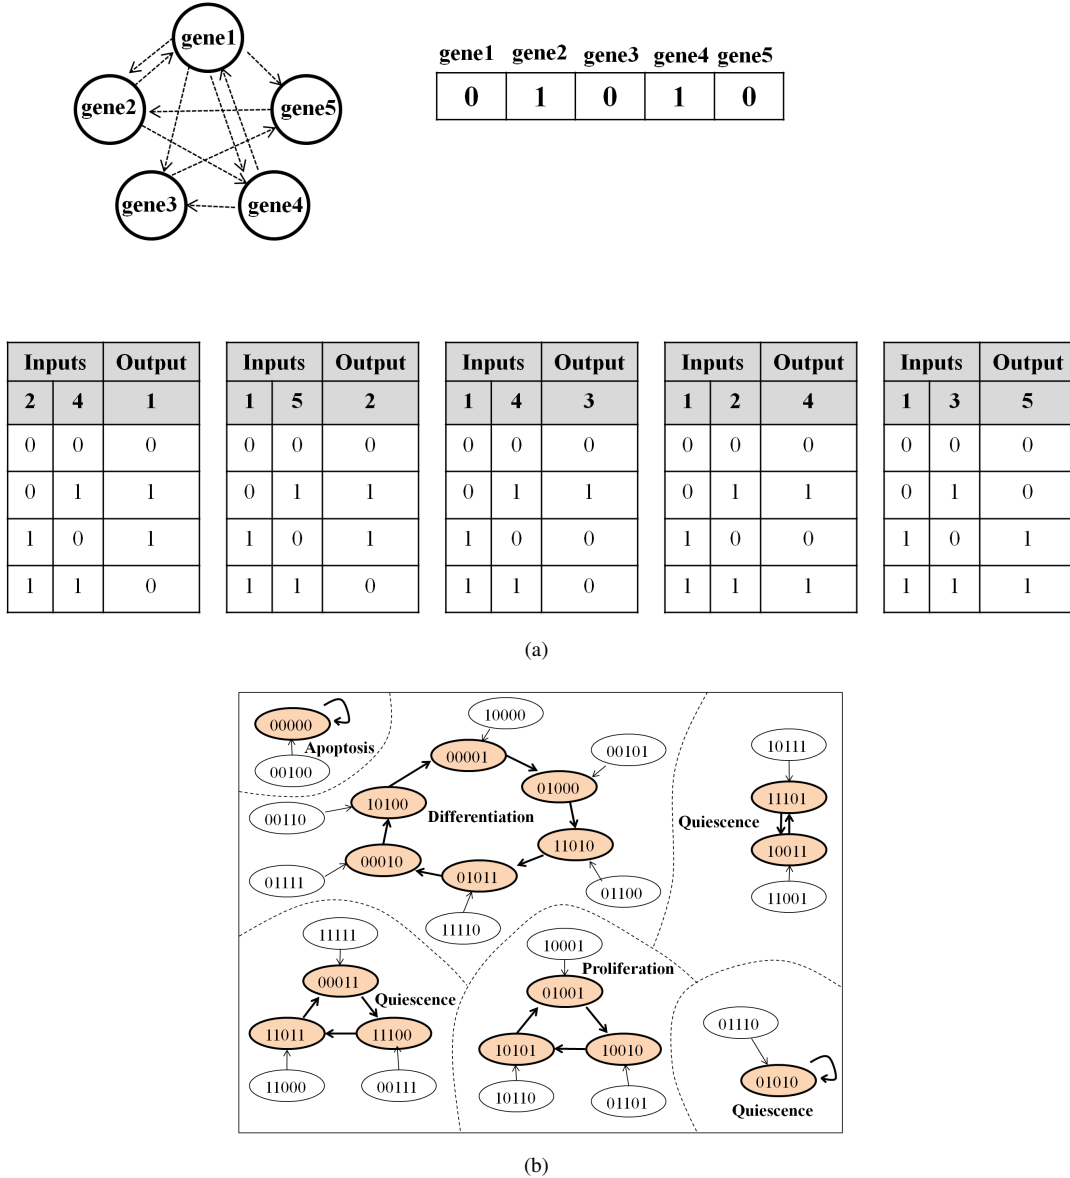 gene1
gene2
gene5
gene3
gene4
gene1 gene2 gene3 gene4 gene5
0 1 0 1 0
Inputs Output
2 4 1
0 0 0
0 1 1
1 0 1
1 1 0
Inputs Output
1 5 2
0 0 0
0 1 1
1 0 1
1 1 0
Inputs Output
1 4 3
0 0 0
0 1 1
1 0 0
1 1 0
Inputs Output
1 2 4
0 0 0
0 1 1
1 0 0
1 1 1
Inputs Output
1 3 5
0 0 0
0 1 0
1 0 1
1 1 1
(a)
00000
Apoptosis
00100
10000
00001
00101
01000
10100
00110
Differentiation
11010
00010
01011
01111
01100
11110
10111
11101
Quiescence
10011
11001
11111
00011
Quiescence
11011
11100
11000
00111
10001
Proliferation
01001
10101
10010
10110
01101
01110
01010
Quiescence
(b)